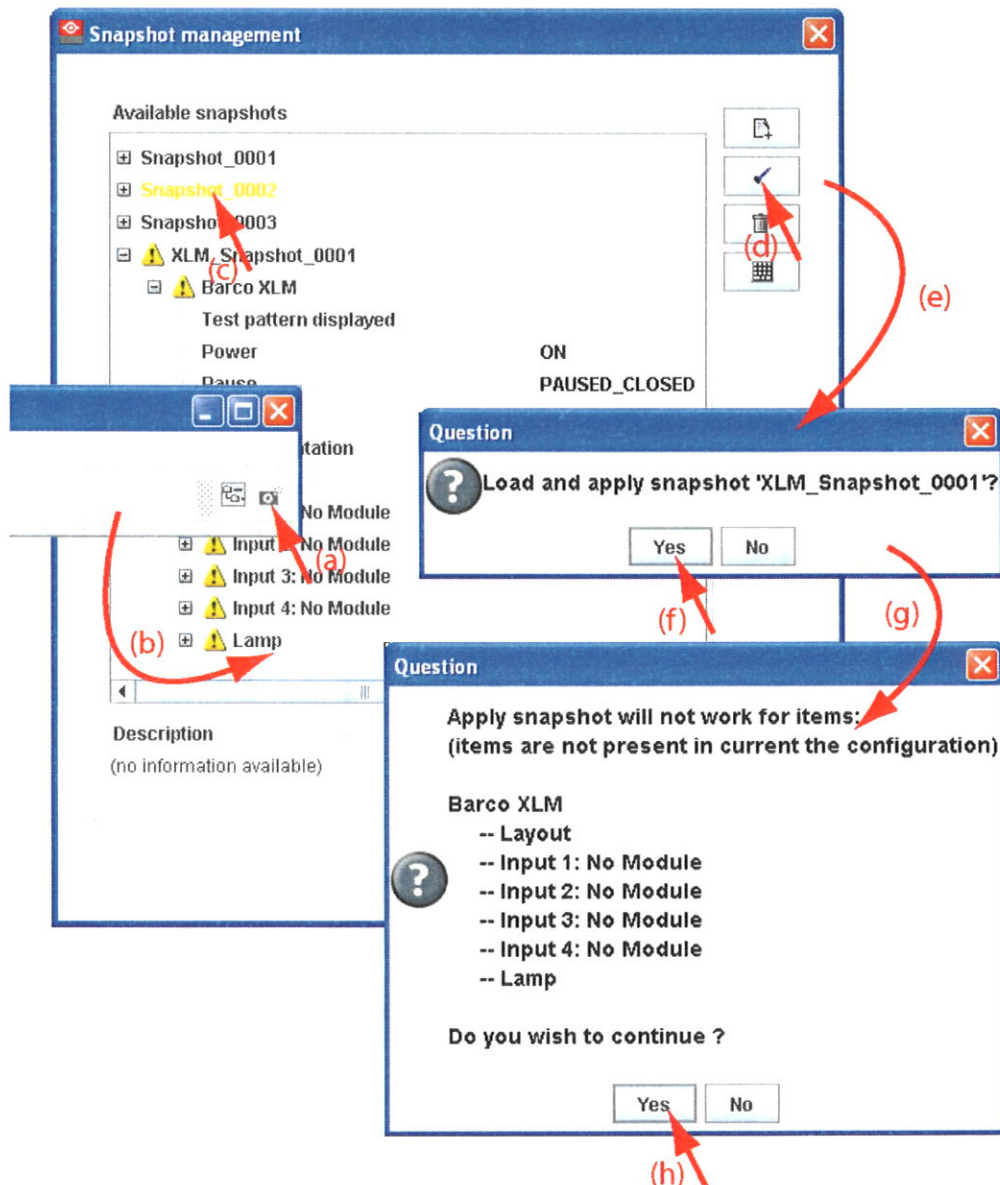 Snapshot management
Available snapshots
Snapshot_0001
Snapshot_0002
(d)
Snapshot_0003
(c)
XLM_Snapshot_0001
(e)
Barco XLM
Test pattern displayed
Power ON
Pause PAUSED_CLOSED
Question
Load and apply snapshot 'XLM_Snapshot_0001'?
Yes No
(f)
(g)
No Module
(a)
Input No Module
Input 3: No Module
Input 4: No Module
(b)
Lamp
Description
(no information available)
Question
Apply snapshot will not work for items:
(items are not present in current the configuration)
Barco XLM
-- Layout
-- Input 1: No Module
-- Input 2: No Module
-- Input 3: No Module
-- Input 4: No Module
-- Lamp
Do you wish to continue ?
Yes No
(h)